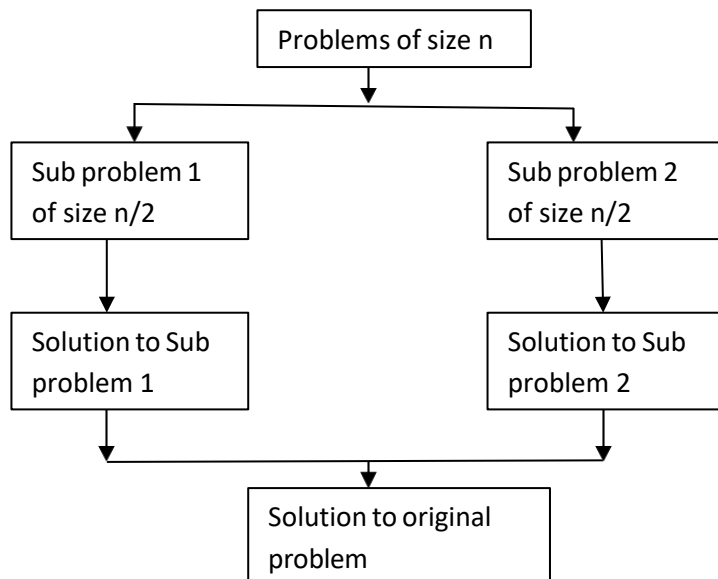 Problems of size n
Sub problem 1
of size n/2
Sub problem 2
of size n/2
Solution to Sub
problem 1
Solution to Sub
problem 2
Solution to original
problem